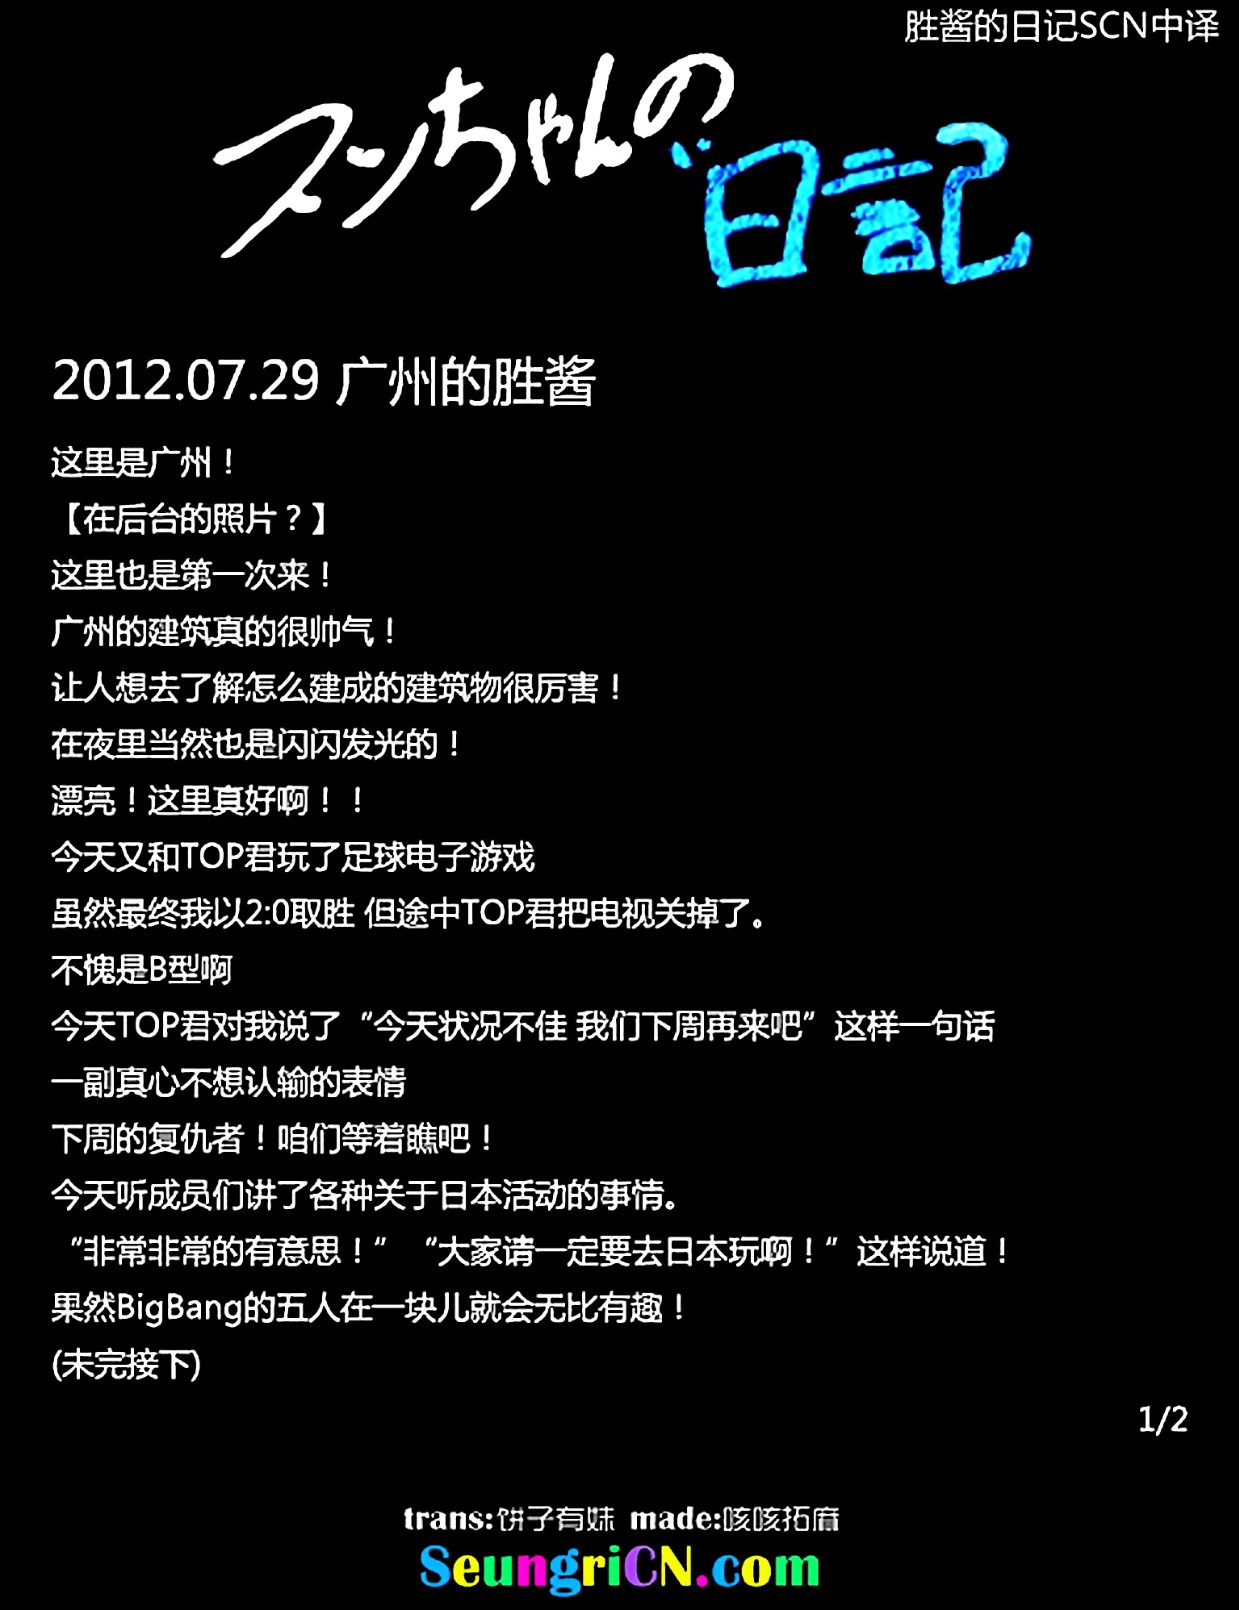 胜酱的日记SCN中译
スンちゃんの
日記
2012.07.29 广州的胜酱
这里是广州！
【在后台的照片？】
这里也是第一次来！
广州的建筑真的很帅气！
让人想去了解怎么建成的建筑物很厉害！
在夜里当然也是闪闪发光的！
漂亮！这里真好啊！！
今天又和TOP君玩了足球电子游戏
虽然最终我以2:0取胜 但途中TOP君把电视关掉了。
不愧是B型啊
今天TOP君对我说了“今天状况不佳 我们下周再来吧”这样一句话
一副真心不想认输的表情
下周的复仇者！咱们等着瞧吧！
今天听成员们讲了各种关于日本活动的事情。
“非常非常的有意思！”“大家请一定要去日本玩啊！”这样说道！
果然BigBang的五人在一块儿就会无比有趣！
(未完接下)
1/2
trans:饼子有妹 made:咳咳拓麻
SeungriCN.com